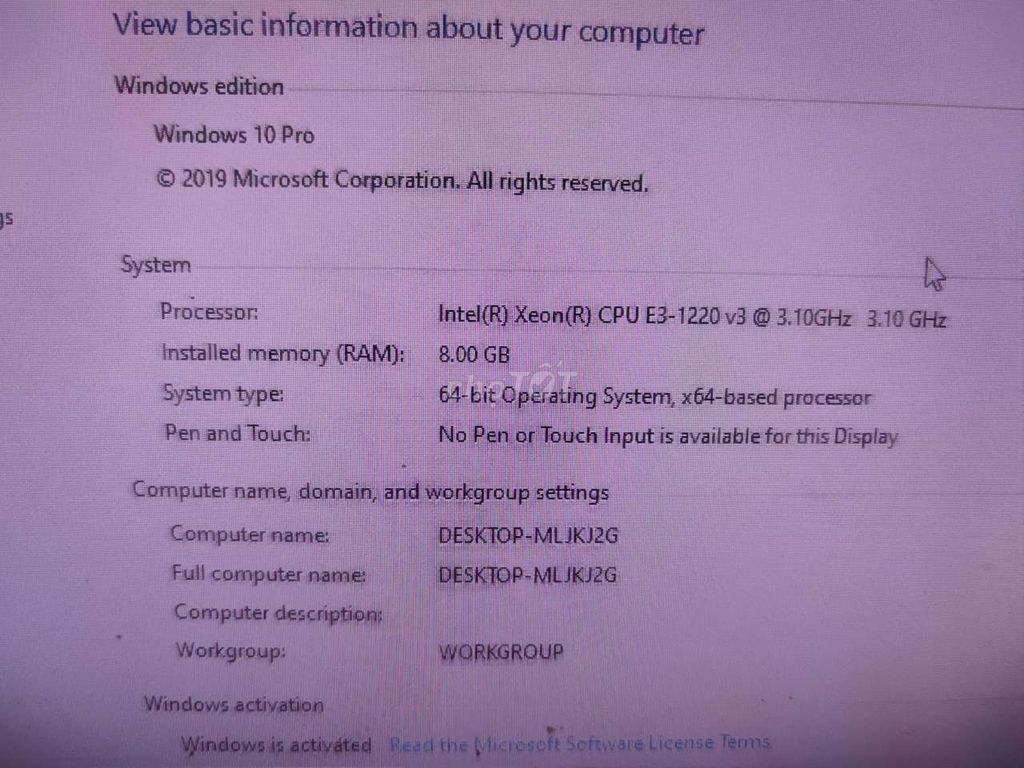 View basic information about your computer
Windows edition
Windows 10 Pro
© 2019 Microsoft Corporation. All rights reserved.
gs
System
Processor: Intel(R) Xeon(R) CPU E3-1220 v3 @ 3.10GHz 3.10 GHz
Installed memory (RAM): 8.00 GB
chợTỐT
System type: 64-bit Operating System, x64-based processor
Pen and Touch: No Pen or Touch Input is available for this Display
Computer name, domain, and workgroup settings
Computer name: DESKTOP-MLJKJ2G
Full computer name: DESKTOP-MLJKJ2G
Computer description:
Workgroup: WORKGROUP
Windows activation
Windows is activated Read the Microsoft Software License Terms